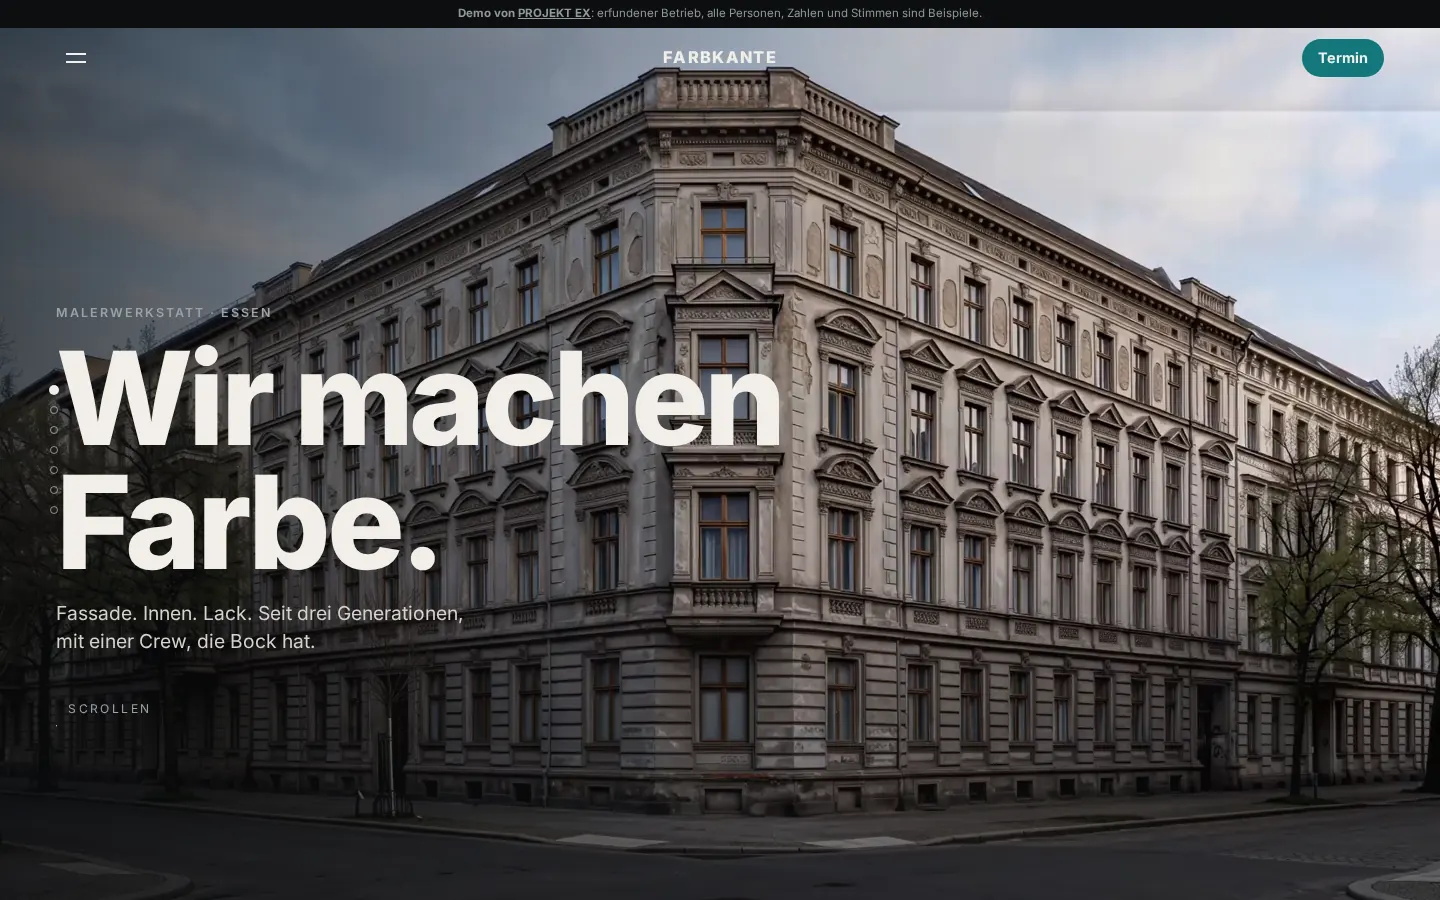 Demo von PROJEKT EX: erfundener Betrieb, alle Personen, Zahlen und Stimmen sind Beispiele.
FARBKANTE
Termin
MALERWERKSTATT · ESSEN
Wir machen
Farbe.
Fassade. Innen. Lack. Seit drei Generationen,
mit einer Crew, die Bock hat.
SCROLLEN